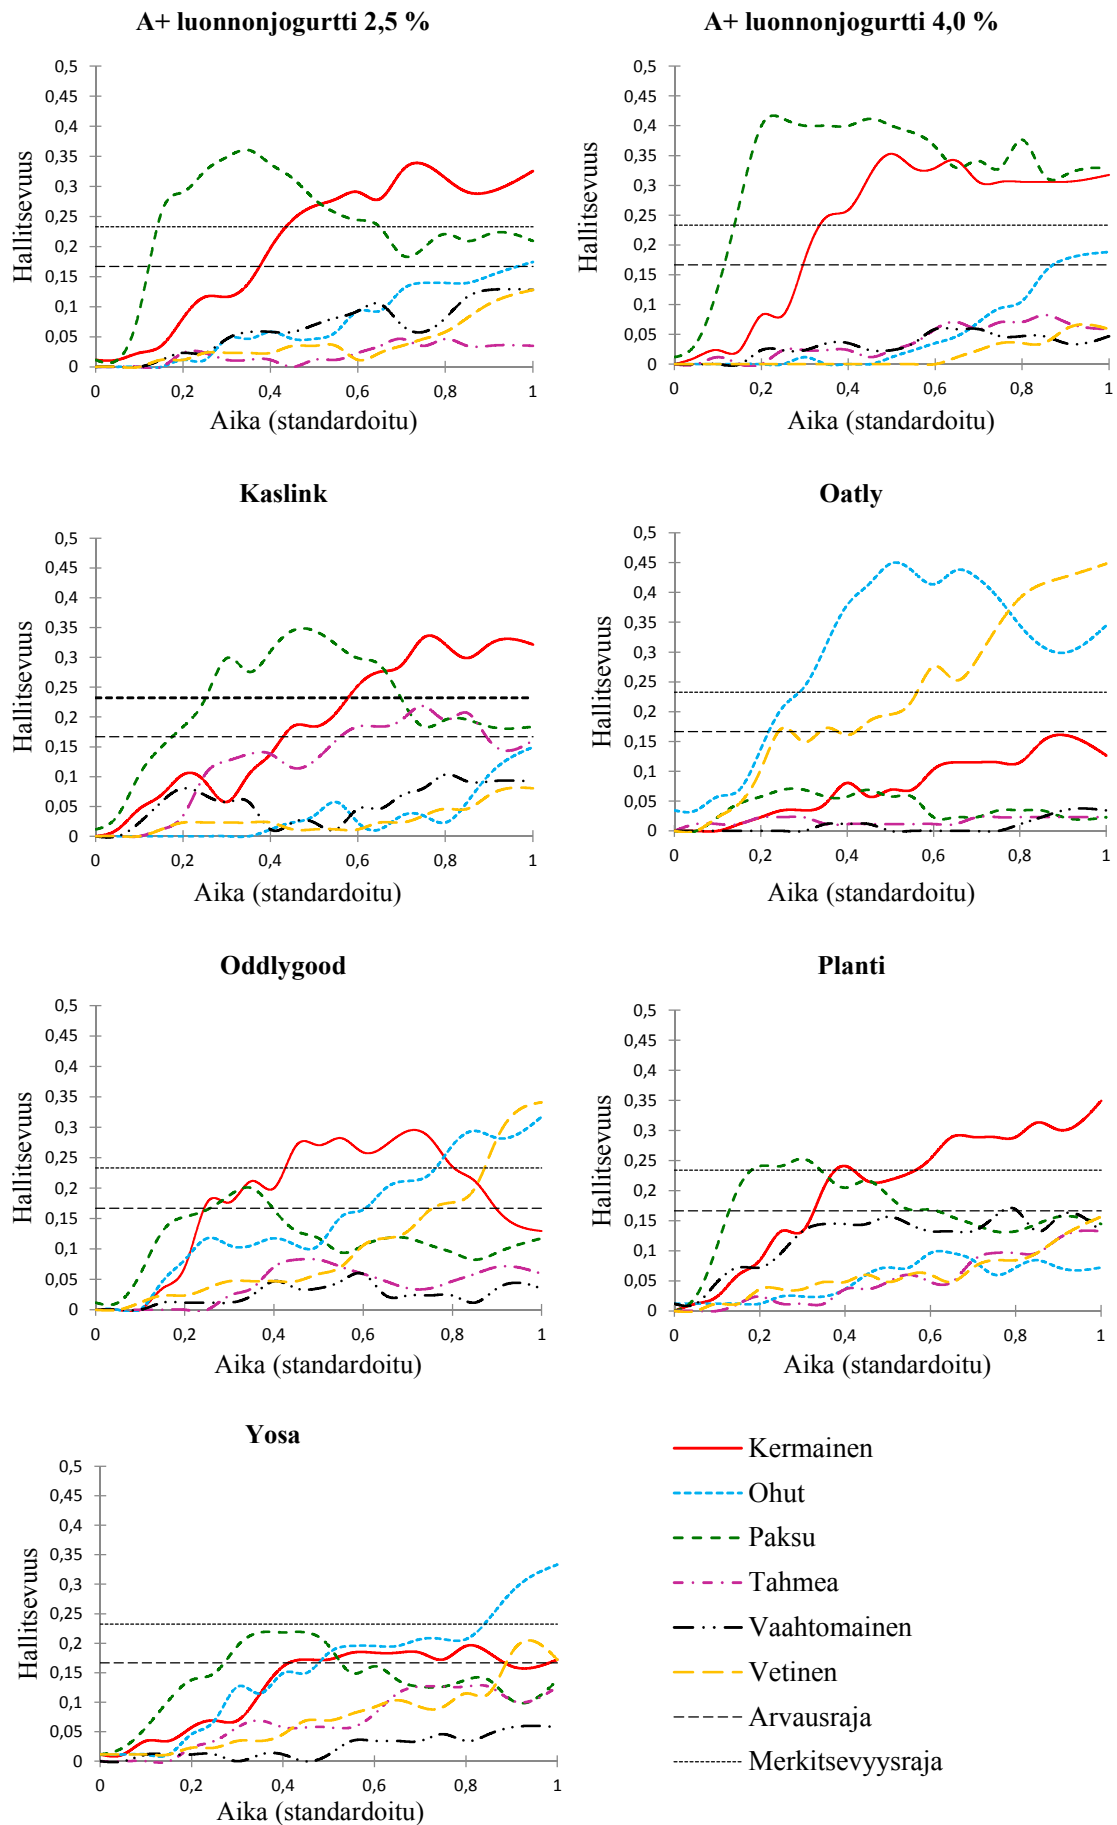 A+ luonnonjogurtti 2,5 %
Hallitsevuus
0,5
0,45
0,4
0,35
0,3
0,25
0,2
0,15
0,1
0,05
0
0 0,2 0,4 0,6 0,8 1
Aika (standardoitu)
A+ luonnonjogurtti 4,0 %
Hallitsevuus
0,5
0,45
0,4
0,35
0,3
0,25
0,2
0,15
0,1
0,05
0
0 0,2 0,4 0,6 0,8 1
Aika (standardoitu)
Kaslink
Hallitsevuus
0,5
0,45
0,4
0,35
0,3
0,25
0,2
0,15
0,1
0,05
0
0 0,2 0,4 0,6 0,8 1
Aika (standardoitu)
Oatly
Hallitsevuus
0,5
0,45
0,4
0,35
0,3
0,25
0,2
0,15
0,1
0,05
0
0 0,2 0,4 0,6 0,8 1
Aika (standardoitu)
Oddlygood
Hallitsevuus
0,5
0,45
0,4
0,35
0,3
0,25
0,2
0,15
0,1
0,05
0
0 0,2 0,4 0,6 0,8 1
Aika (standardoitu)
Planti
Hallitsevuus
0,5
0,45
0,4
0,35
0,3
0,25
0,2
0,15
0,1
0,05
0
0 0,2 0,4 0,6 0,8 1
Aika (standardoitu)
Yosa
Hallitsevuus
0,5
0,45
0,4
0,35
0,3
0,25
0,2
0,15
0,1
0,05
0
0 0,2 0,4 0,6 0,8 1
Aika (standardoitu)
Kermainen
Ohut
Paksu
Tahmea
Vaahtomainen
Vetinen
Arvausraja
Merkitsevyysraja